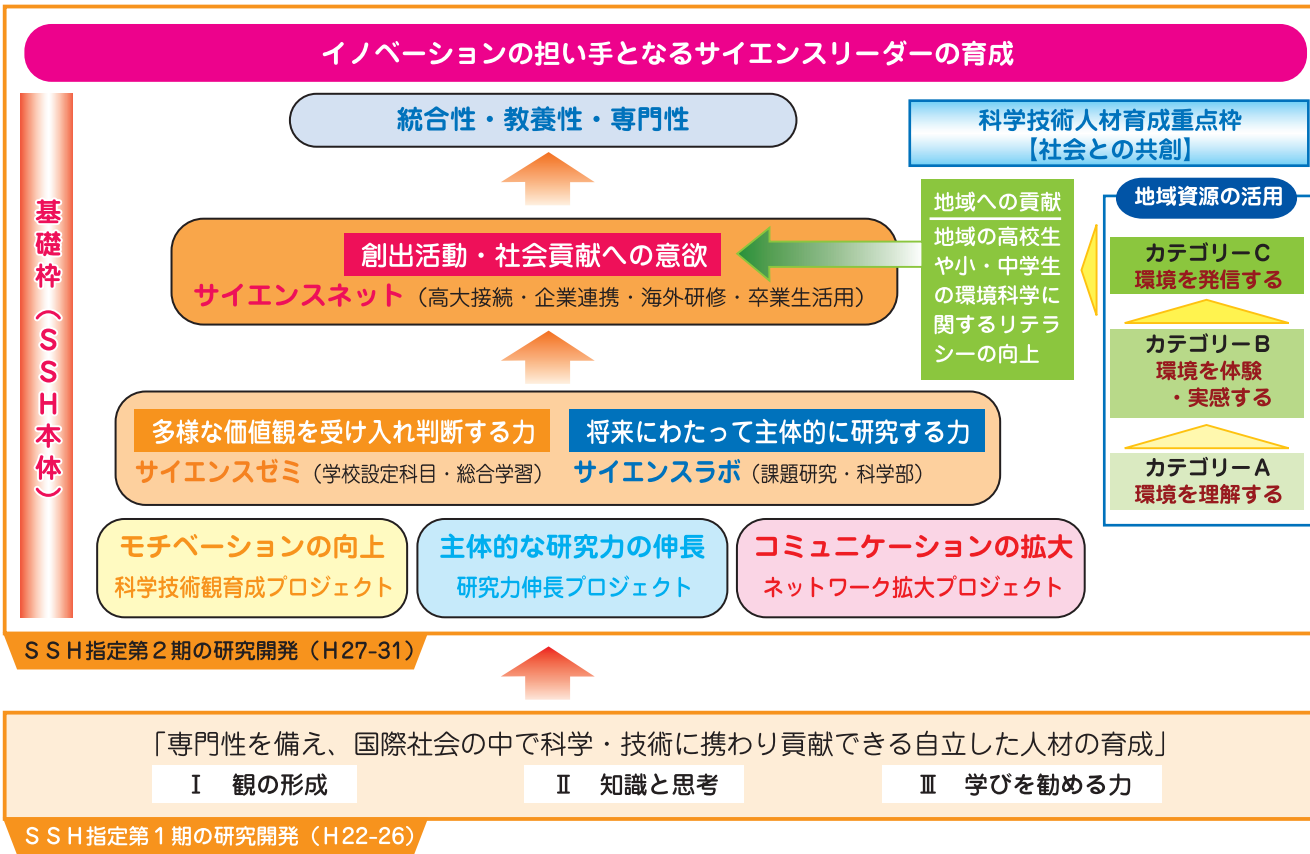 イノベーションの担い手となるサイエンスリーダーの育成
基礎枠（ＳＳＨ本体）
統合性・教養性・専門性
創出活動・社会貢献への意欲
サイエンスネット（高大接続・企業連携・海外研修・卒業生活用）
多様な価値観を受け入れ判断する力
サイエンスゼミ（学校設定科目・総合学習）
将来にわたって主体的に研究する力
サイエンスラボ（課題研究・科学部）
モチベーションの向上
科学技術観育成プロジェクト
主体的な研究力の伸長
研究力伸長プロジェクト
コミュニケーションの拡大
ネットワーク拡大プロジェクト
科学技術人材育成重点枠
【社会との共創】
地域への貢献
地域の高校生
や小・中学生
の環境科学に
関するリテラ
シーの向上
地域資源の活用
カテゴリーＣ
環境を発信する
カテゴリーＢ
環境を体験
・実感する
カテゴリーＡ
環境を理解する
ＳＳＨ指定第２期の研究開発（H27-31）
「専門性を備え、国際社会の中で科学・技術に携わり貢献できる自立した人材の育成」
Ⅰ　観の形成
Ⅱ　知識と思考
Ⅲ　学びを勧める力
ＳＳＨ指定第１期の研究開発（H22-26）